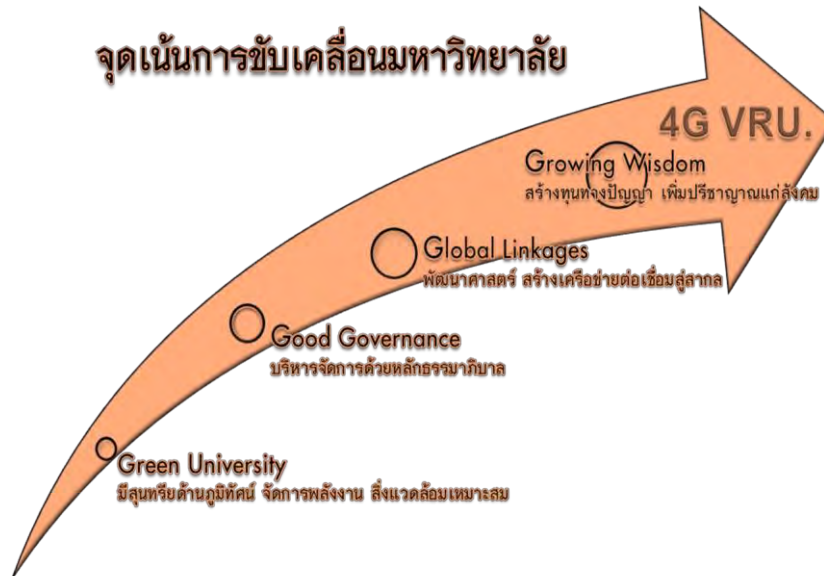 จุดเน้นการขับเคลื่อนมหาวิทยาลัย
4G VRU.
Growing Wisdom
สร้างทุนทางปัญญา เพิ่มปรีชาญาณแก่สังคม
Global Linkages
พัฒนาศาสตร์ สร้างเครือข่ายต่อเชื่อมสู่สากล
Good Governance
บริหารจัดการด้วยหลักธรรมาภิบาล
Green University
มีสุนทรียด้านภูมิทัศน์ จัดการพลังงาน สิ่งแวดล้อมเหมาะสม